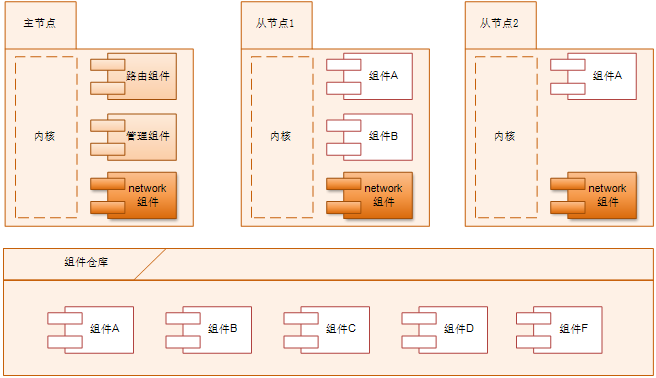 主节点
内核
路由组件
管理组件
network
组件
从节点1
内核
组件A
组件B
network
组件
从节点2
内核
组件A
network
组件
组件仓库
组件A
组件B
组件C
组件D
组件F